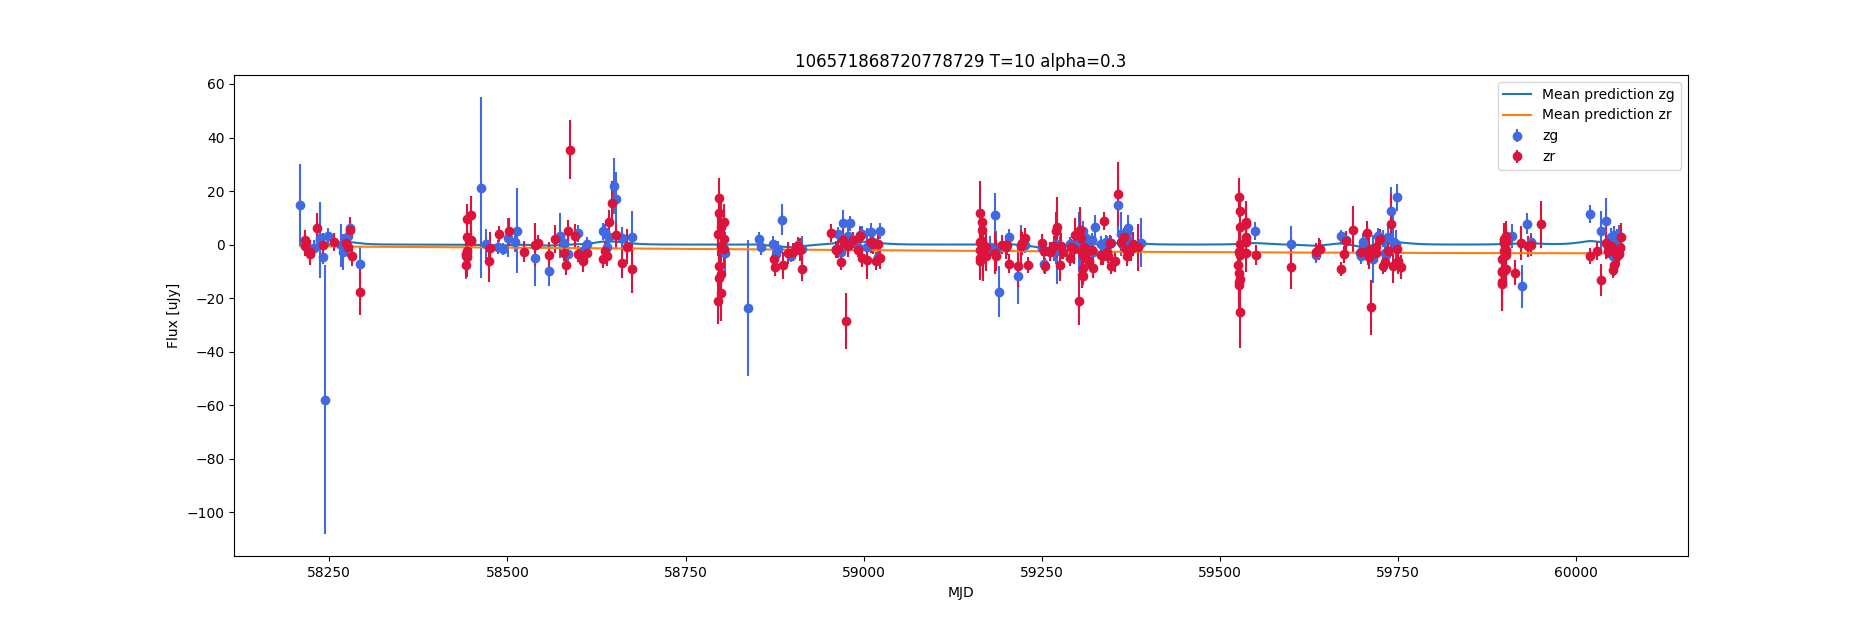 106571868720778729 T=10 alpha=0.3
Mean prediction zg
Mean prediction zr
zg
zr
60
40
20
0
−20
−40
−60
−80
−100
Flux [uJy]
58250
58500
58750
59000
59250
59500
59750
60000
MJD